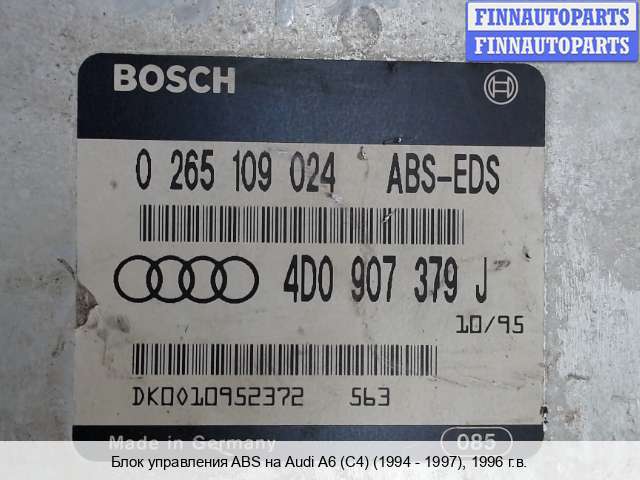 FINNAUTOPARTS
FINNAUTOPARTS
BOSCH
0 265 109 024 ABS-EDS
4D0 907 379 J
10/95
DK0010952372 563
Made in Germany 085
Блок управления ABS на Audi A6 (C4) (1994 - 1997), 1996 г.в.